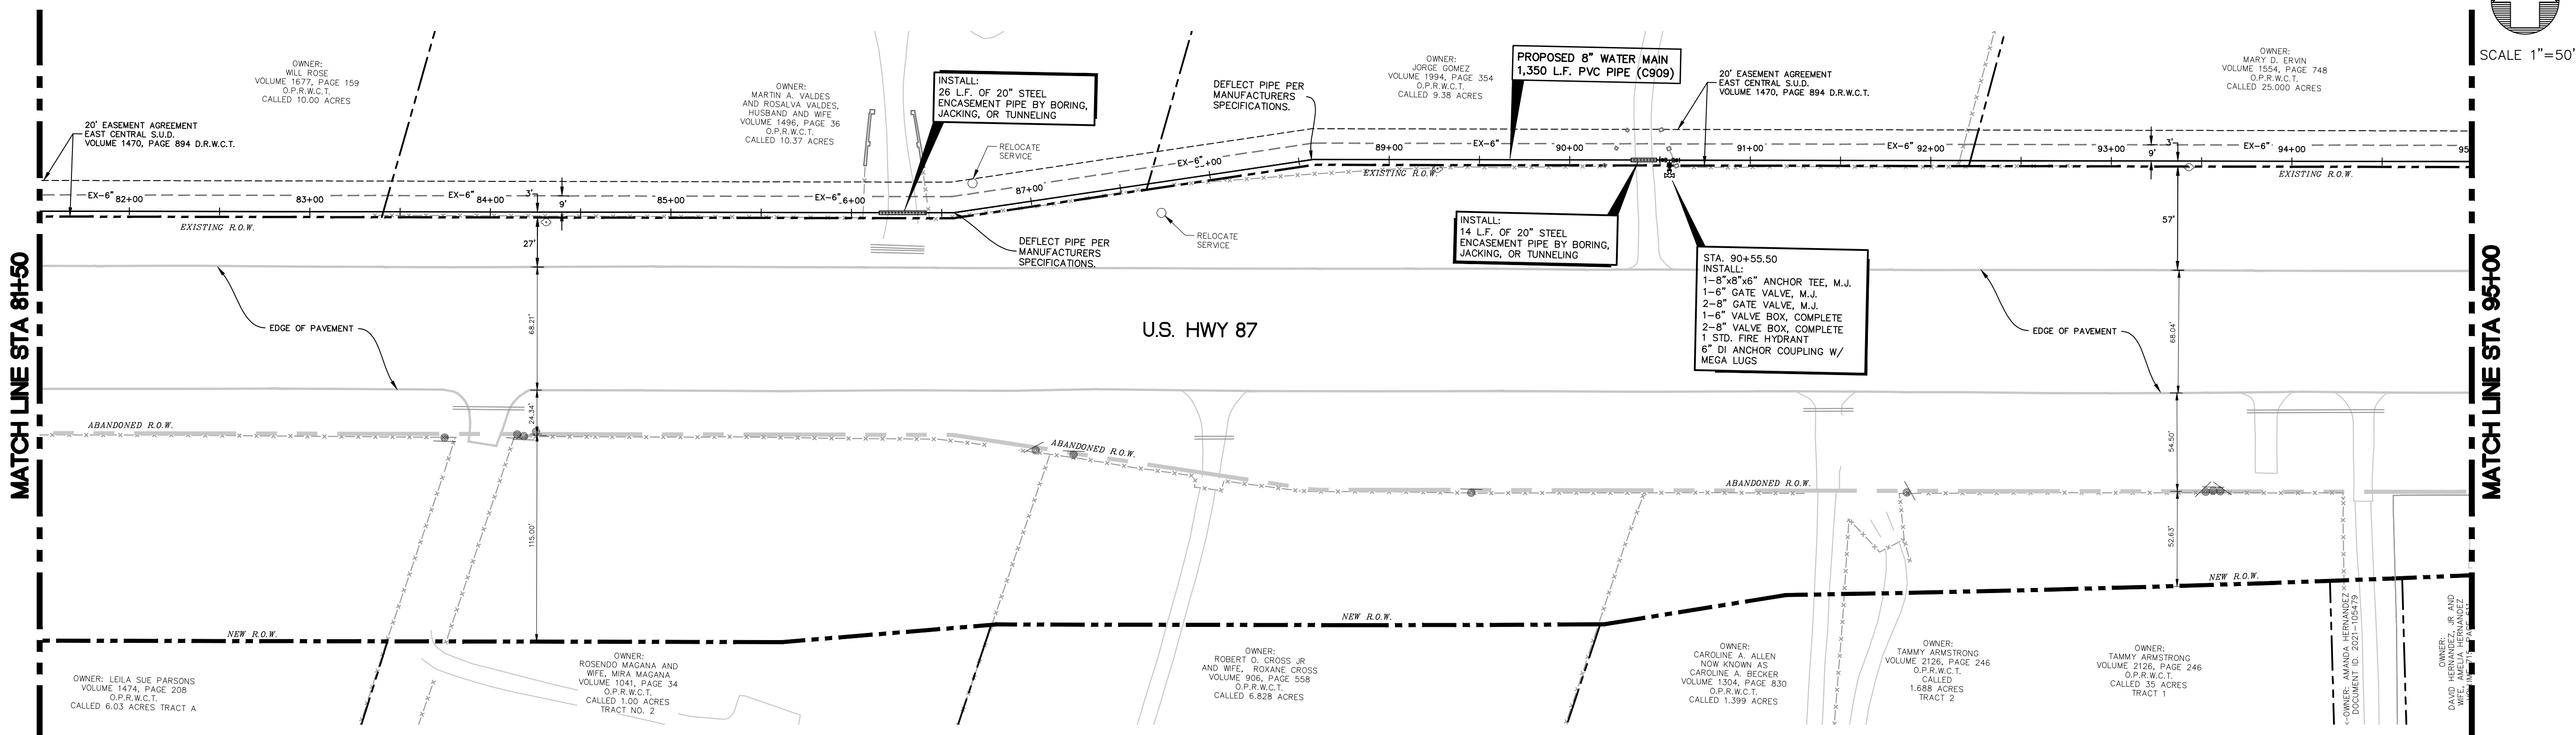 SCALE 1"=50'
MATCH LINE STA 81+50
OWNER:
WILL ROSE
VOLUME 1677, PAGE 159
O.P.R.W.C.T.
CALLED 10.00 ACRES
20' EASEMENT AGREEMENT
EAST CENTRAL S.U.D.
VOLUME 1470, PAGE 894 D.R.W.C.T.
OWNER:
MARTIN A. VALDES
AND ROSALVA VALDES,
HUSBAND AND WIFE
VOLUME 1496, PAGE 36
O.P.R.W.C.T.
CALLED 10.37 ACRES
INSTALL:
26 L.F. OF 20" STEEL
ENCASEMENT PIPE BY BORING,
JACKING, OR TUNNELING
RELOCATE
SERVICE
DEFLECT PIPE PER
MANUFACTURERS
SPECIFICATIONS.
OWNER:
JORGE GOMEZ
VOLUME 1994, PAGE 354
O.P.R.W.C.T.
CALLED 9.38 ACRES
PROPOSED 8" WATER MAIN
1,350 L.F. PVC PIPE (C909)
20' EASEMENT AGREEMENT
EAST CENTRAL S.U.D.
VOLUME 1470, PAGE 894 D.R.W.C.T.
OWNER:
MARY D. ERVIN
VOLUME 1554, PAGE 748
O.P.R.W.C.T.
CALLED 25.000 ACRES
EX-6"
82+00
83+00
EX-6"
84+00
3'
9'
85+00
EX-6"
6+00
87+00
EX-6"
+00
89+00
EX-6"
90+00
91+00
EX-6"
92+00
93+00
9'
3'
EX-6"
94+00
95
EXISTING R.O.W.
EXISTING R.O.W.
EXISTING R.O.W.
27'
57'
DEFLECT PIPE PER
MANUFACTURERS
SPECIFICATIONS.
RELOCATE
SERVICE
INSTALL:
14 L.F. OF 20" STEEL
ENCASEMENT PIPE BY BORING,
JACKING, OR TUNNELING
STA. 90+55.50
INSTALL:
1-8"x8"x6" ANCHOR TEE, M.J.
1-6" GATE VALVE, M.J.
2-8" GATE VALVE, M.J.
1-6" VALVE BOX, COMPLETE
2-8" VALVE BOX, COMPLETE
1 STD. FIRE HYDRANT
6" DI ANCHOR COUPLING W/
MEGA LUGS
EDGE OF PAVEMENT
68.21'
U.S. HWY 87
EDGE OF PAVEMENT
68.04'
MATCH LINE STA 95+00
ABANDONED R.O.W.
24.34'
ABANDONED R.O.W.
ABANDONED R.O.W.
54.50'
115.00'
52.63'
NEW R.O.W.
NEW R.O.W.
NEW R.O.W.
OWNER: LEILA SUE PARSONS
VOLUME 1474, PAGE 208
O.P.R.W.C.T.
CALLED 6.03 ACRES TRACT A
OWNER:
ROSENDO MAGANA AND
WIFE, MIRA MAGANA
VOLUME 1041, PAGE 34
O.P.R.W.C.T.
CALLED 1.00 ACRES
TRACT NO. 2
OWNER:
ROBERT O. CROSS JR
AND WIFE, ROXANE CROSS
VOLUME 906, PAGE 558
O.P.R.W.C.T.
CALLED 6.828 ACRES
OWNER:
CAROLINE A. ALLEN
NOW KNOWN AS
CAROLINE A. BECKER
VOLUME 1304, PAGE 830
O.P.R.W.C.T.
CALLED 1.399 ACRES
OWNER:
TAMMY ARMSTRONG
VOLUME 2126, PAGE 246
O.P.R.W.C.T.
CALLED
1.688 ACRES
TRACT 2
OWNER:
TAMMY ARMSTRONG
VOLUME 2126, PAGE 246
O.P.R.W.C.T.
CALLED 35 ACRES
TRACT 1
OWNER: AMANDA HERNANDEZ
DOCUMENT ID. 2021-105479
OWNER:
DAVID HERNANDEZ, JR AND
WIFE, AMELIA HERNANDEZ